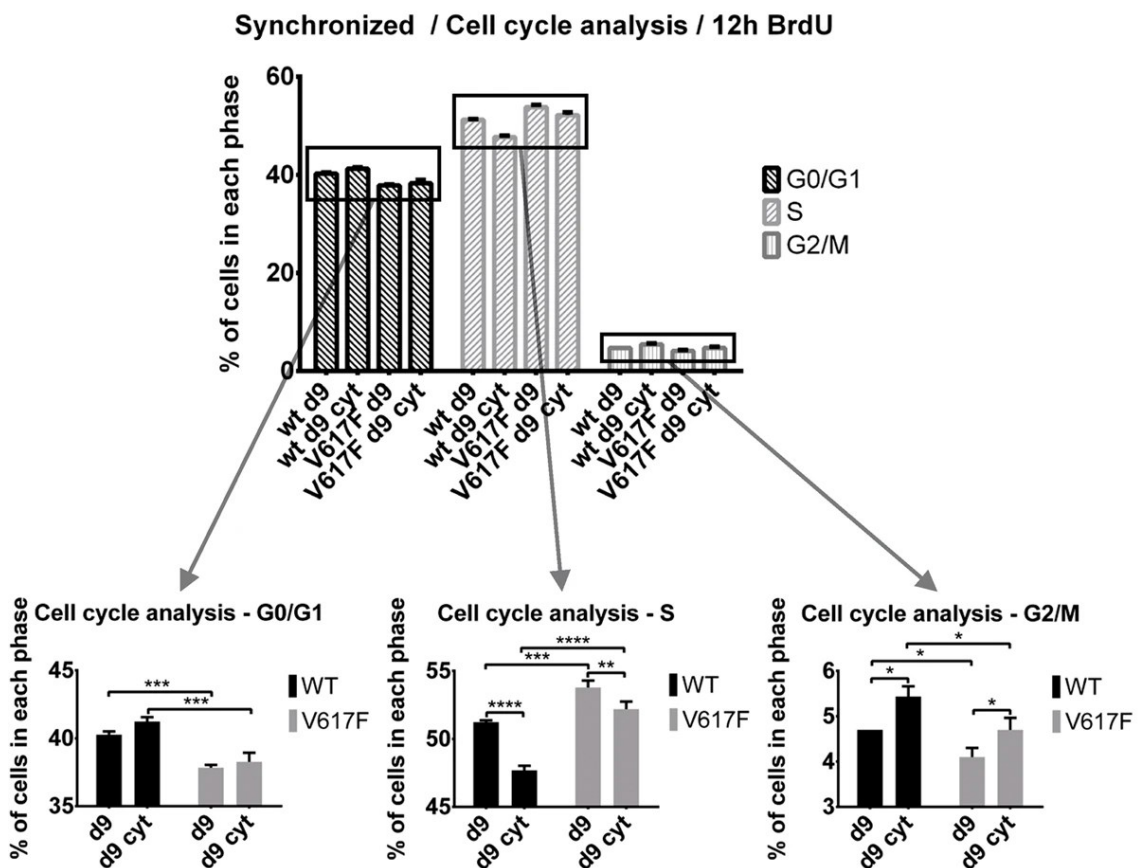 Synchronized / Cell cycle analysis / 12h BrdU
% of cells in each phase
60
40
20
0
G0/G1
S
G2/M
wt d9
wt d9 cyt
V617F d9
V617F d9 cyt
wt d9
wt d9 cyt
V617F d9
V617F d9 cyt
wt d9
wt d9 cyt
V617F d9
V617F d9 cyt
Cell cycle analysis - G0/G1
% of cells in each phase
45
40
35
***
***
WT
V617F
d9
d9 cyt
d9
d9 cyt
Cell cycle analysis - S
% of cells in each phase
55
50
45
****
***
**
****
WT
V617F
d9
d9 cyt
d9
d9 cyt
Cell cycle analysis - G2/M
% of cells in each phase
6
5
4
3
*
*
*
*
WT
V617F
d9
d9 cyt
d9
d9 cyt